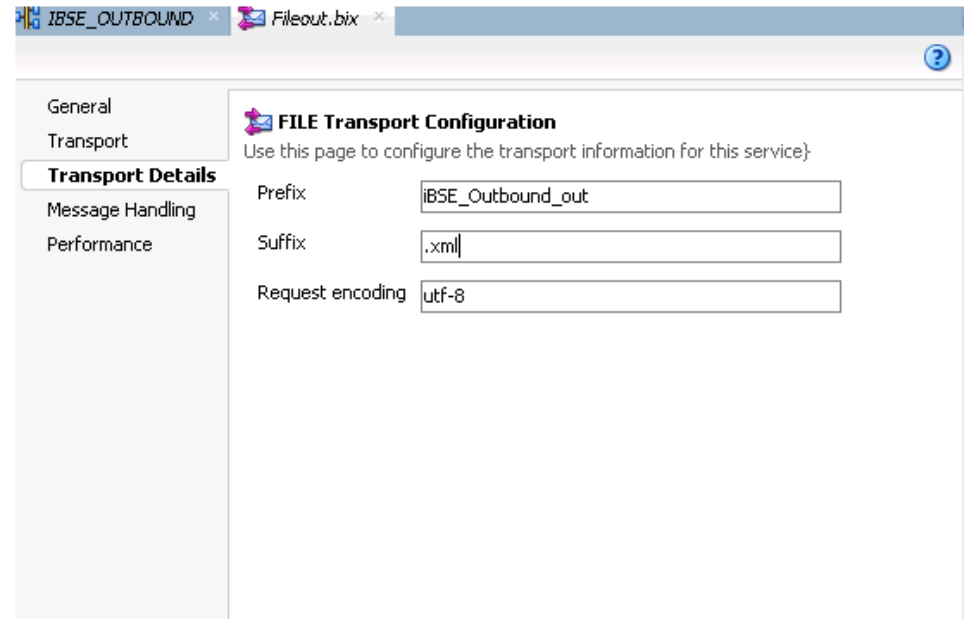 IBSE_OUTBOUND Fileout.bix
?
General
Transport
Transport Details
Message Handling
Performance
FILE Transport Configuration
Use this page to configure the transport information for this service}
Prefix iBSE_Outbound_out
Suffix .xml
Request encoding utf-8